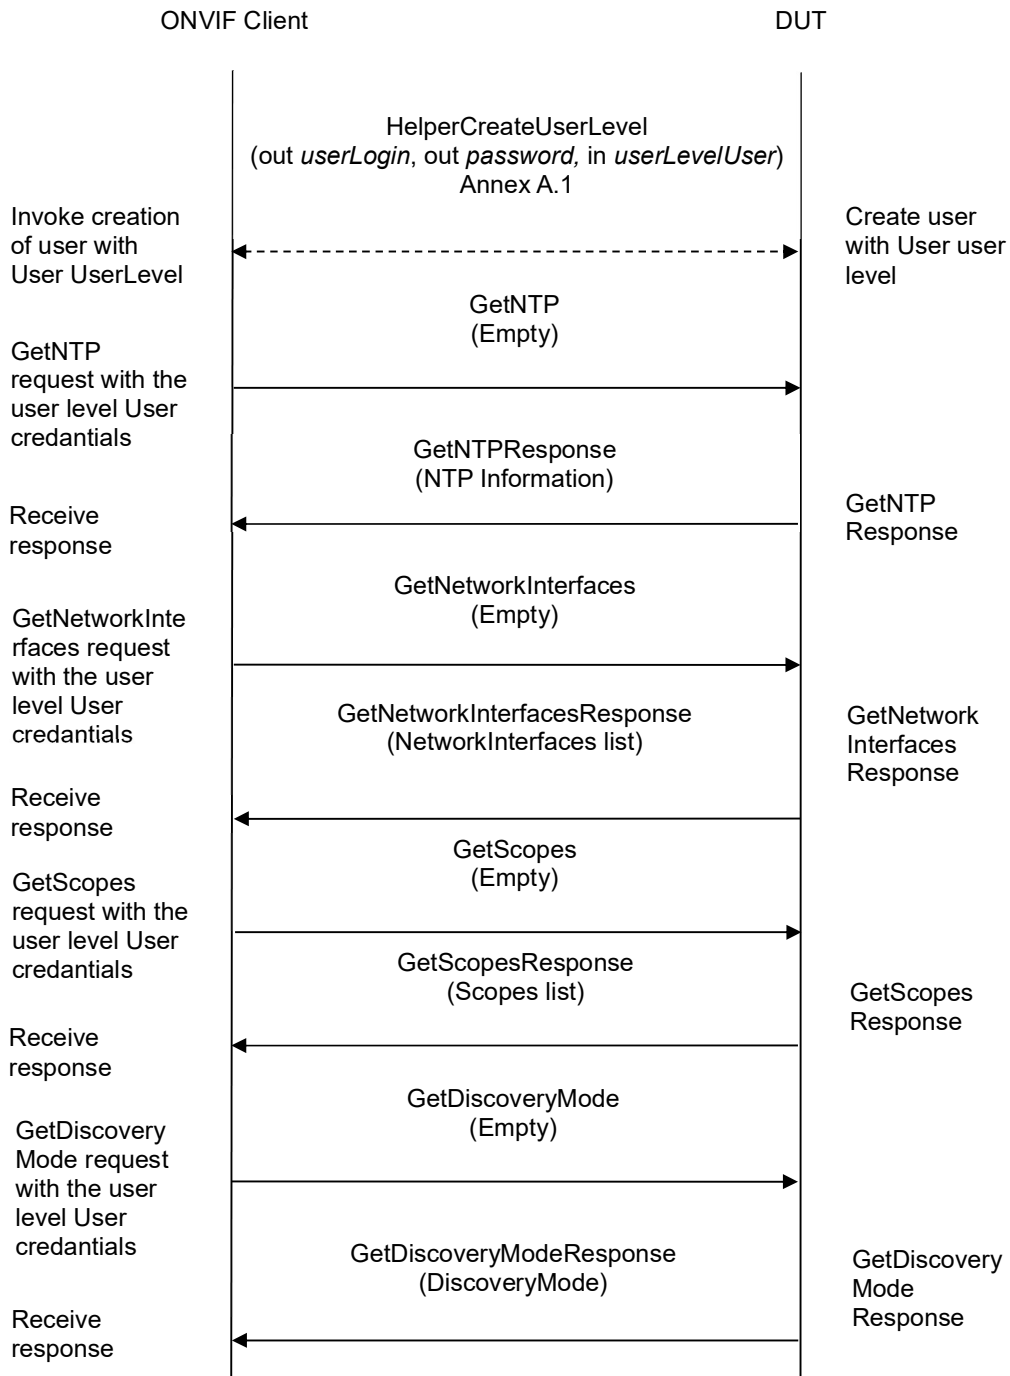 ONVIF Client
DUT
HelperCreateUserLevel
(out userLogin, out password, in userLevelUser)
Annex A.1
Invoke creation
of user with
User UserLevel
Create user
with User user
level
GetNTP
(Empty)
GetNTP
request with the
user level User
credantials
GetNTPResponse
(NTP Information)
Receive
response
GetNTP
Response
GetNetworkInterfaces
(Empty)
GetNetworkInte
rfaces request
with the user
level User
credantials
GetNetworkInterfacesResponse
(NetworkInterfaces list)
GetNetwork
Interfaces
Response
Receive
response
GetScopes
(Empty)
GetScopes
request with the
user level User
credantials
GetScopesResponse
(Scopes list)
GetScopes
Response
Receive
response
GetDiscoveryMode
(Empty)
GetDiscovery
Mode request
with the user
level User
credantials
GetDiscoveryModeResponse
(DiscoveryMode)
GetDiscovery
Mode
Response
Receive
response